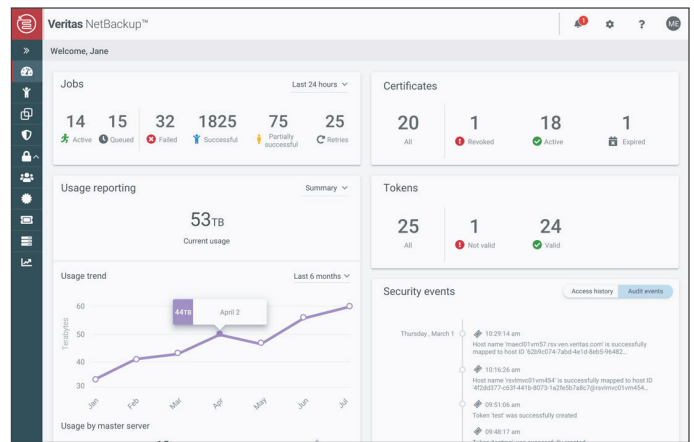 Veritas NetBackup™
1
?
ME
Welcome, Jane
Jobs
Last 24 hours
14 15 32 1825 75 25
Active Queued Failed Successful Partially successful Retries
Certificates
20 1 18 1
All Revoked Active Expired
Usage reporting
Summary
53TB
Current usage
Tokens
25 1 24
All Not valid Valid
Usage trend
Last 6 months
Terabytes
60
50
40
30
44TB April 2
Jan Feb Mar Apr May Jun Jul
Usage by master server
Security events
Access history Audit events
Thursday, March 1
10:29:14 am
Host name 'maecl01vm57.rsv.ven.veritas.com' is successfully
mapped to host ID '62b9c074-7abd-4e1d-8eb5-96482...
10:16:26 am
Host name 'rsvlmvc01vm454' is successfully mapped to host ID
'4f2dd377-c63f-441b-8073-1a2fe5b7a8c7@rsvlmvc01vm454...
09:51:06 am
Token 'test' was successfully created
09:48:17 am